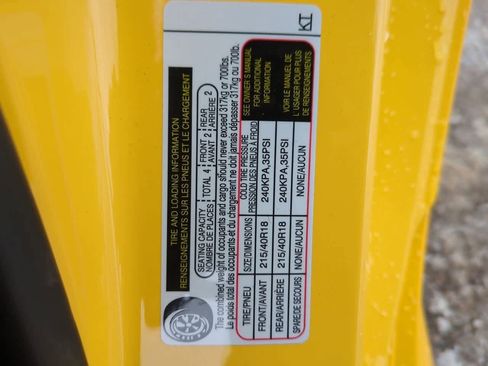 KT
TIRE AND LOADING INFORMATION
RENSEIGNEMENTS SUR LES PNEUS ET LE CHARGEMENT
SEATING CAPACITY
NOMBRE DE PLACES
TOTAL 4
FRONT
AVANT 2
REAR
ARRIÈRE 2
The combined weight of occupants and cargo should never exceed 317kg or 700lbs.
Le poids total des occupants et du chargement ne doit jamais dépasser 317kg ou 700lb.
TIRE/PNEU SIZE/DIMENSIONS COLD TIRE PRESSURE
PRESSION DES PNEUS À FROID
FRONT/AVANT 215/40R18 240KPA,35PSI
REAR/ARRIÈRE 215/40R18 240KPA,35PSI
SPARE/DE SECOURS NONE/AUCUN NONE/AUCUN
SEE OWNER'S MANUAL
FOR ADDITIONAL
INFORMATION
VOIR LE MANUEL DE
L'USAGER POUR PLUS
DE RENSEIGNEMENTS